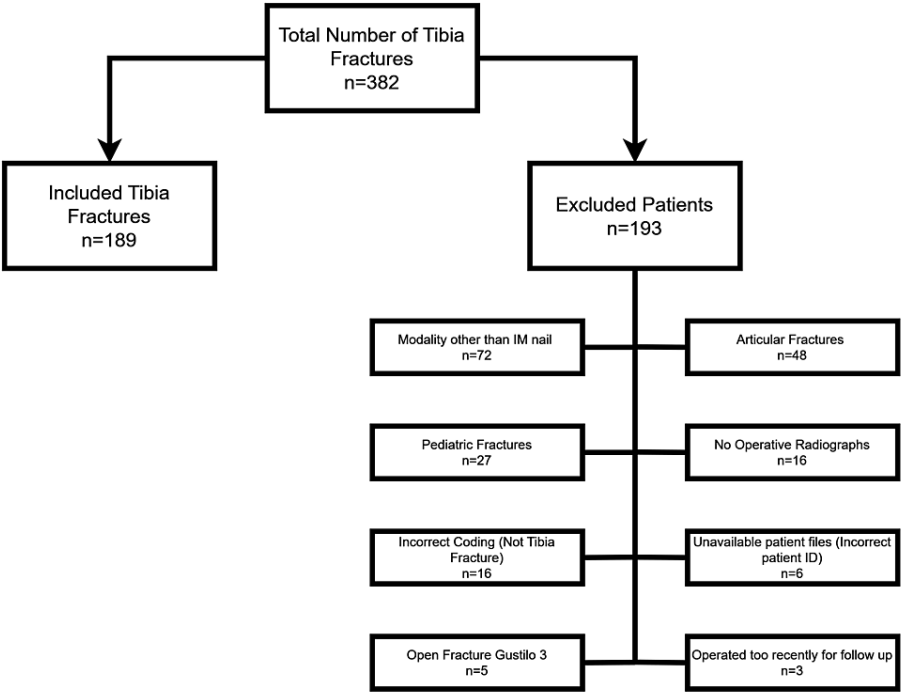 Total Number of Tibia
Fractures
n=382
Included Tibia
Fractures
n=189
Excluded Patients
n=193
Modality other than IM nail
n=72
Articular Fractures
n=48
Pediatric Fractures
n=27
No Operative Radiographs
n=16
Incorrect Coding (Not Tibia
Fracture)
n=16
Unavailable patient files (Incorrect
patient ID)
n=6
Open Fracture Gustilo 3
n=5
Operated too recently for follow up
n=3